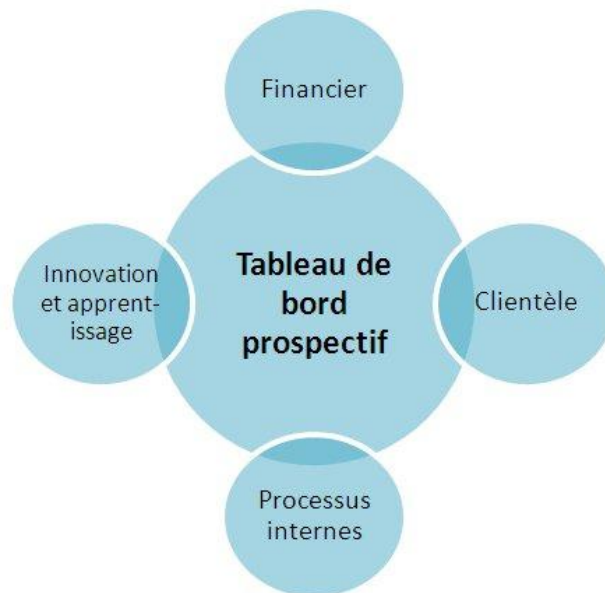 Financier
Innovation
et apprent-
issage
Tableau de
bord
prospectif
Clientèle
Processus
internes